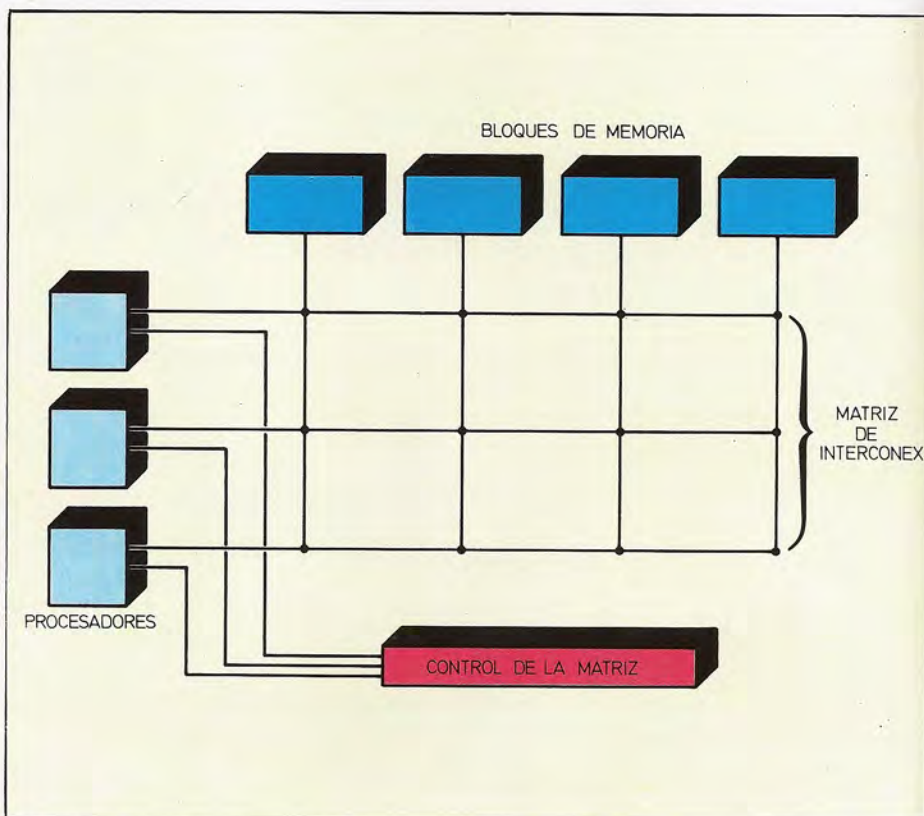 BLOQUES DE MEMORIA
MATRIZ
DE
INTERCONEX
PROCESADORES
CONTROL DE LA MATRIZ